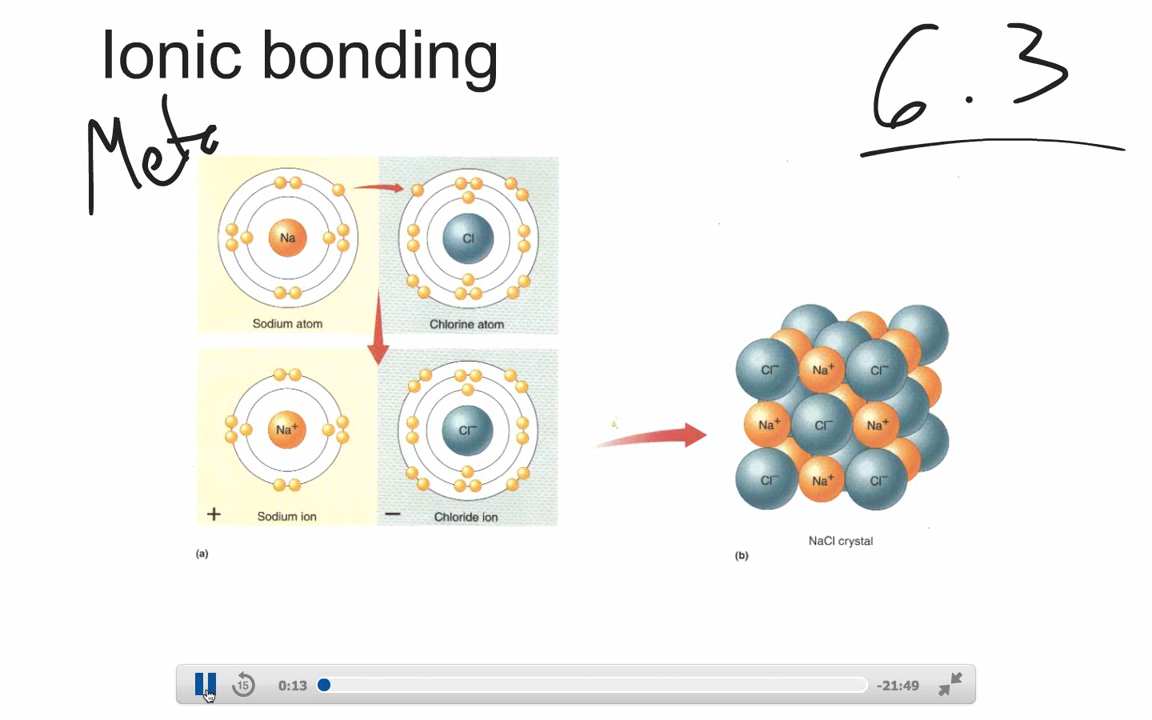 Ionic bonding
6.3
Meta
Na
Cl
Sodium atom
Chlorine atom
Na+
Cl−
+
Sodium ion
−
Chloride ion
(a)
Cl− Na+ Cl−
Na+ Cl− Na+
Cl− Na+ Cl−
NaCl crystal
(b)
15
0:13
-21:49